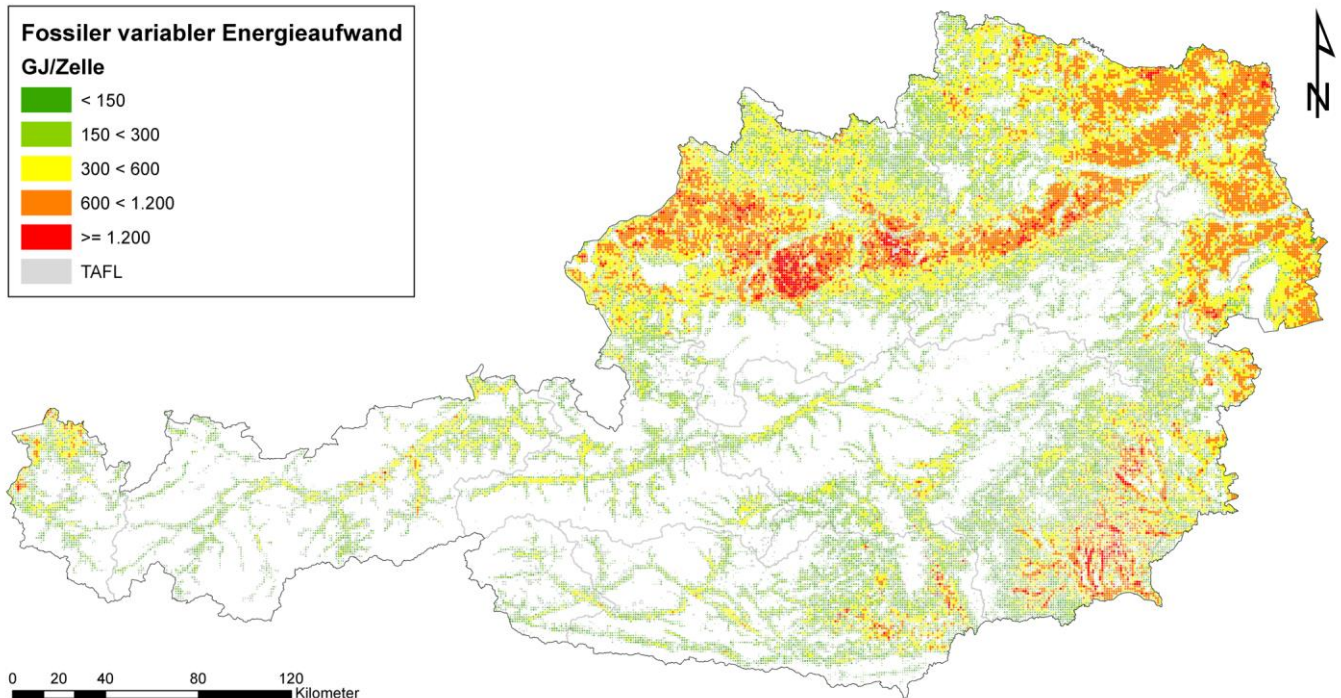 Fossiler variabler Energieaufwand
GJ/Zelle
< 150
150 < 300
300 < 600
600 < 1.200
>= 1.200
TAFL
N
0 20 40 80 120
Kilometer